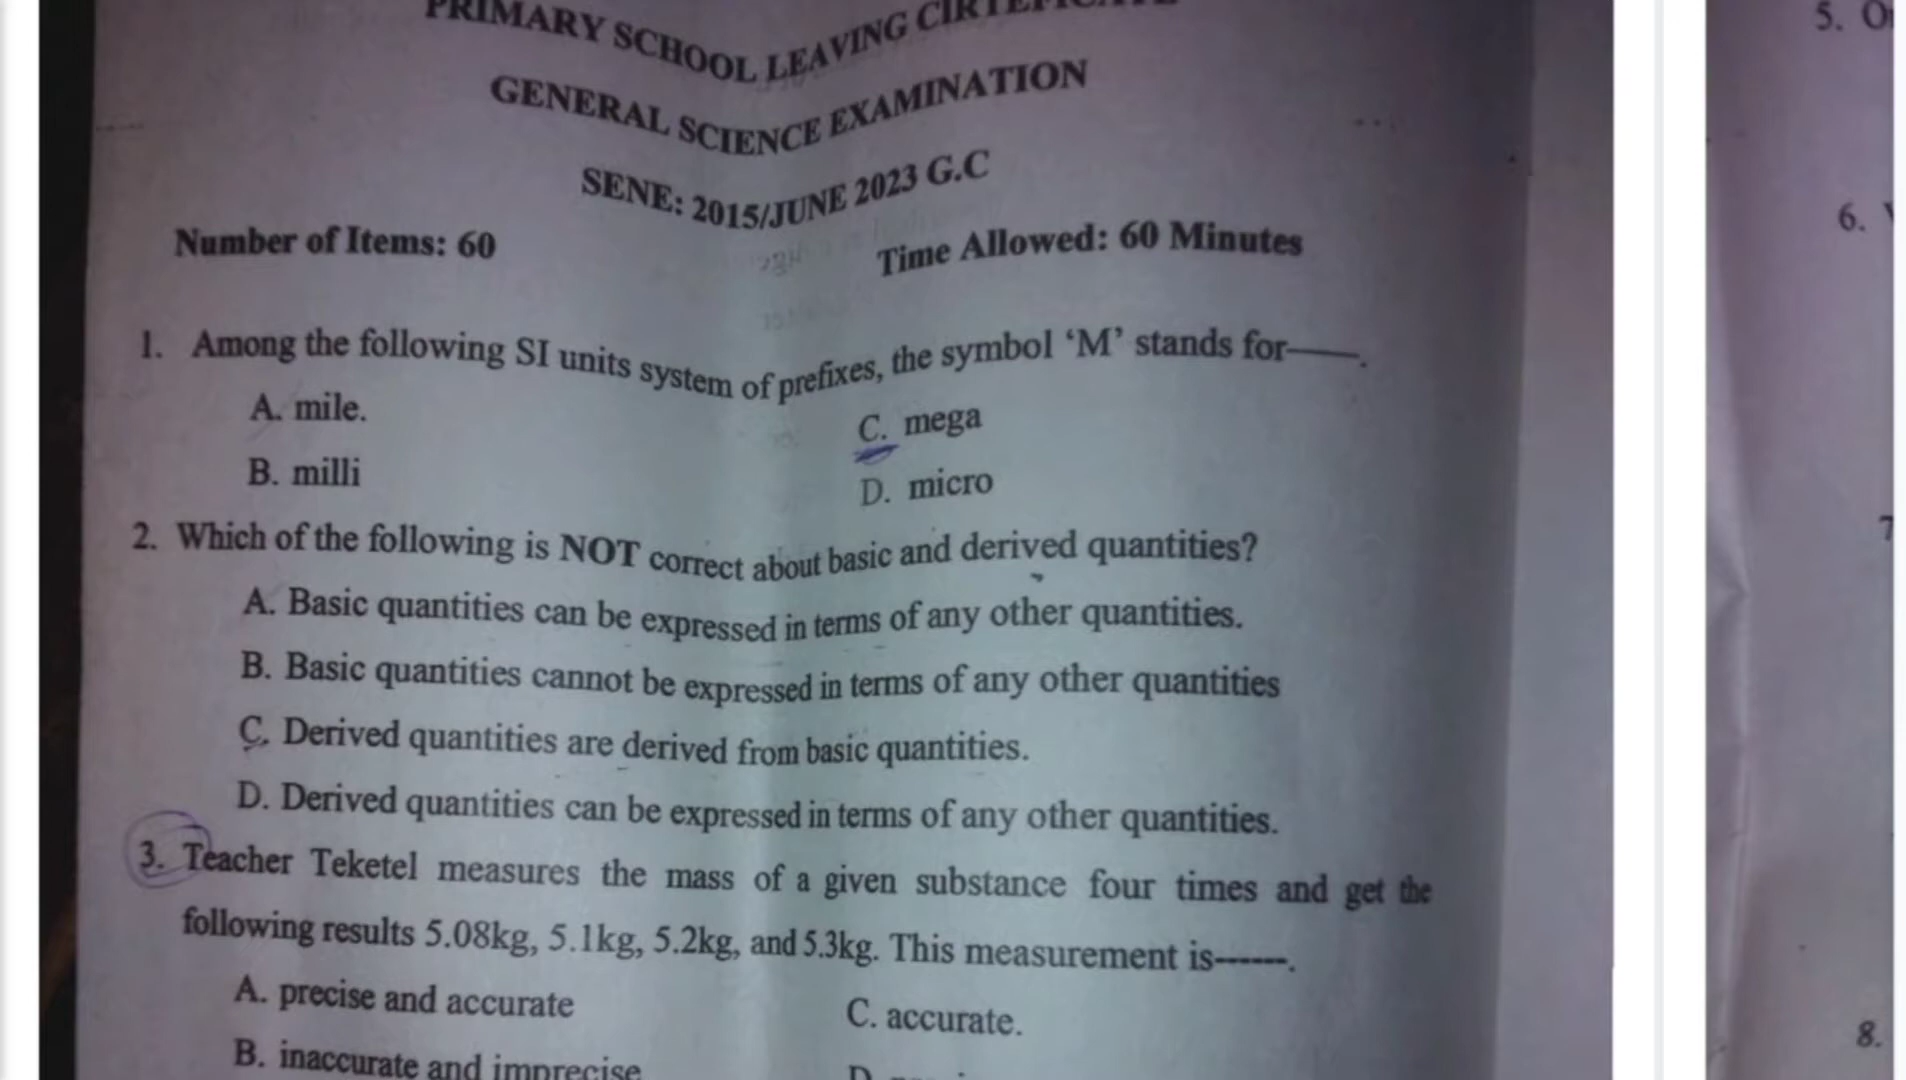 PRIMARY SCHOOL LEAVING
GENERAL SCIENCE EXAMINATION
SENE: 2015/JUNE 2023 G.C
Number of Items: 60
Time Allowed: 60 Minutes
1. Among the following SI units system of prefixes, the symbol ‘M’ stands for——.
A. mile.
C. mega
B. milli
D. micro
2. Which of the following is NOT correct about basic and derived quantities?
A. Basic quantities can be expressed in terms of any other quantities.
B. Basic quantities cannot be expressed in terms of any other quantities
C. Derived quantities are derived from basic quantities.
D. Derived quantities can be expressed in terms of any other quantities.
3. Teacher Teketel measures the mass of a given substance four times and get the
following results 5.08kg, 5.1kg, 5.2kg, and 5.3kg. This measurement is------.
A. precise and accurate
C. accurate.
B. inaccurate and imprecise
D.
5.
6.
7
8.